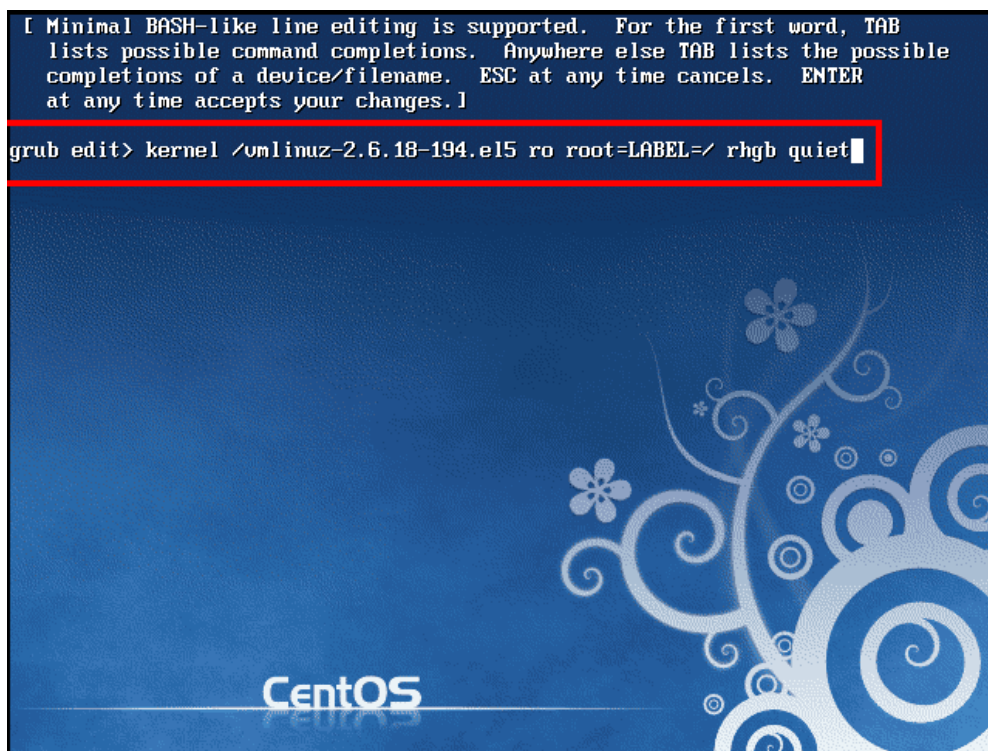 [ Minimal BASH-like line editing is supported.  For the first word, TAB
lists possible command completions.  Anywhere else TAB lists the possible
completions of a device/filename.  ESC at any time cancels.  ENTER
at any time accepts your changes.]
grub edit> kernel /vmlinuz-2.6.18-194.el5 ro root=LABEL=/ rhgb quiet
CentOS